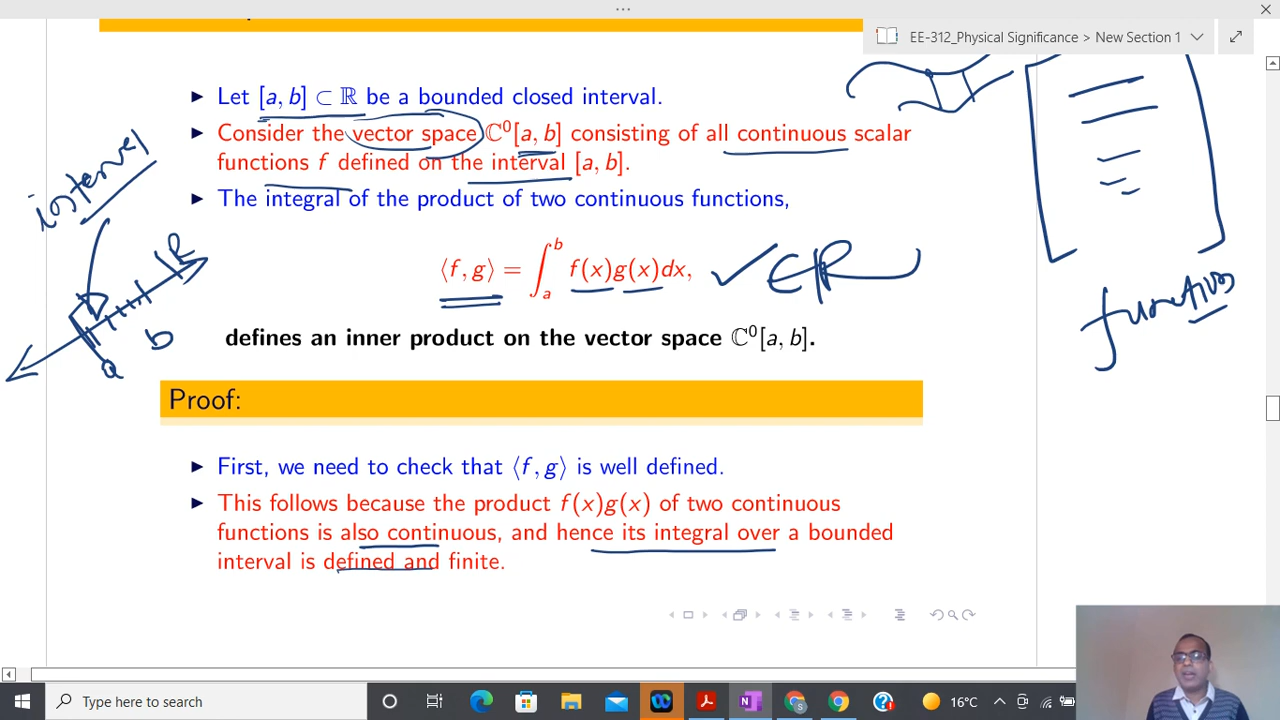 EE-312_Physical Significance > New Section 1
► Let [a, b] ⊂ ℝ be a bounded closed interval.
► Consider the vector space ℂ⁰[a, b] consisting of all continuous scalar
functions f defined on the interval [a, b].
► The integral of the product of two continuous functions,
⟨f, g⟩ = ∫ₐᵇ f(x)g(x)dx, ✓ ∈ ℝ
defines an inner product on the vector space ℂ⁰[a, b].
interval
R
b
a
function
Proof:
► First, we need to check that ⟨f, g⟩ is well defined.
► This follows because the product f(x)g(x) of two continuous
functions is also continuous, and hence its integral over a bounded
interval is defined and finite.
Type here to search
16°C